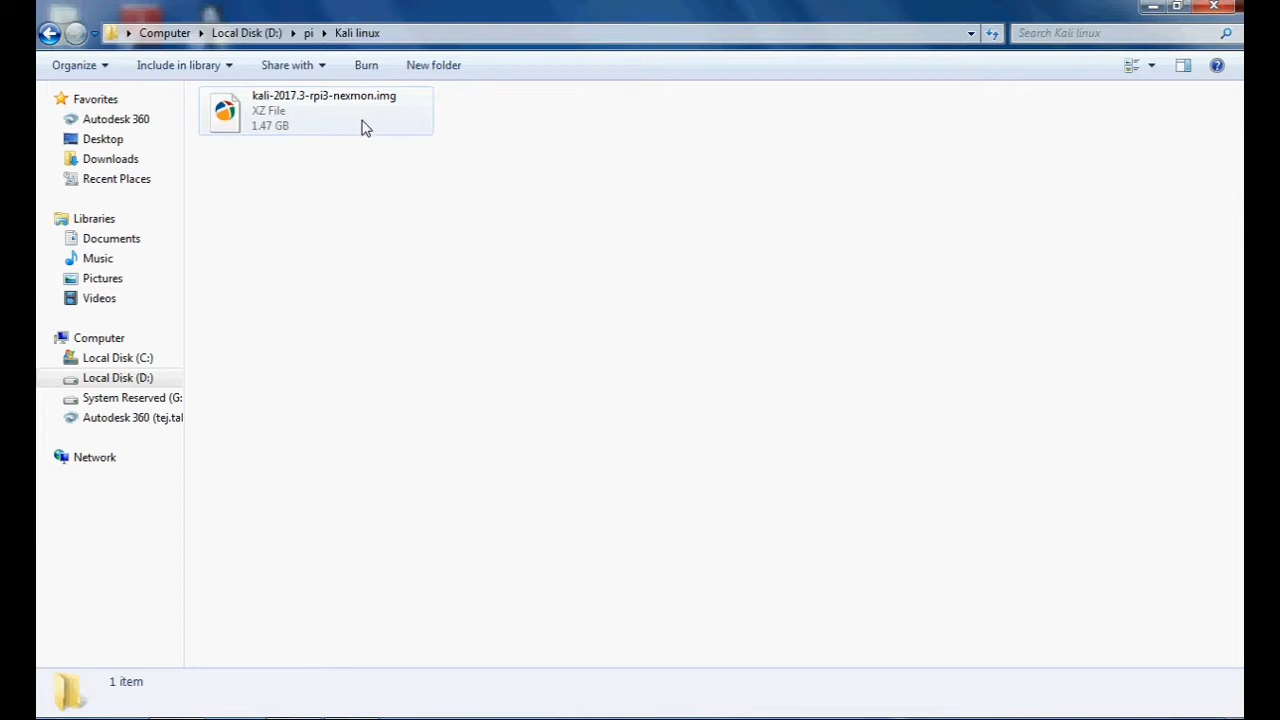 Computer Local Disk (D:) pi Kali linux
Search Kali linux
Organize Include in library Share with Burn New folder
Favorites
Autodesk 360
Desktop
Downloads
Recent Places
Libraries
Documents
Music
Pictures
Videos
Computer
Local Disk (C:)
Local Disk (D:)
System Reserved (G:
Autodesk 360 (tej.tal
Network
kali-2017.3-rpi3-nexmon.img
XZ File
1.47 GB
1 item